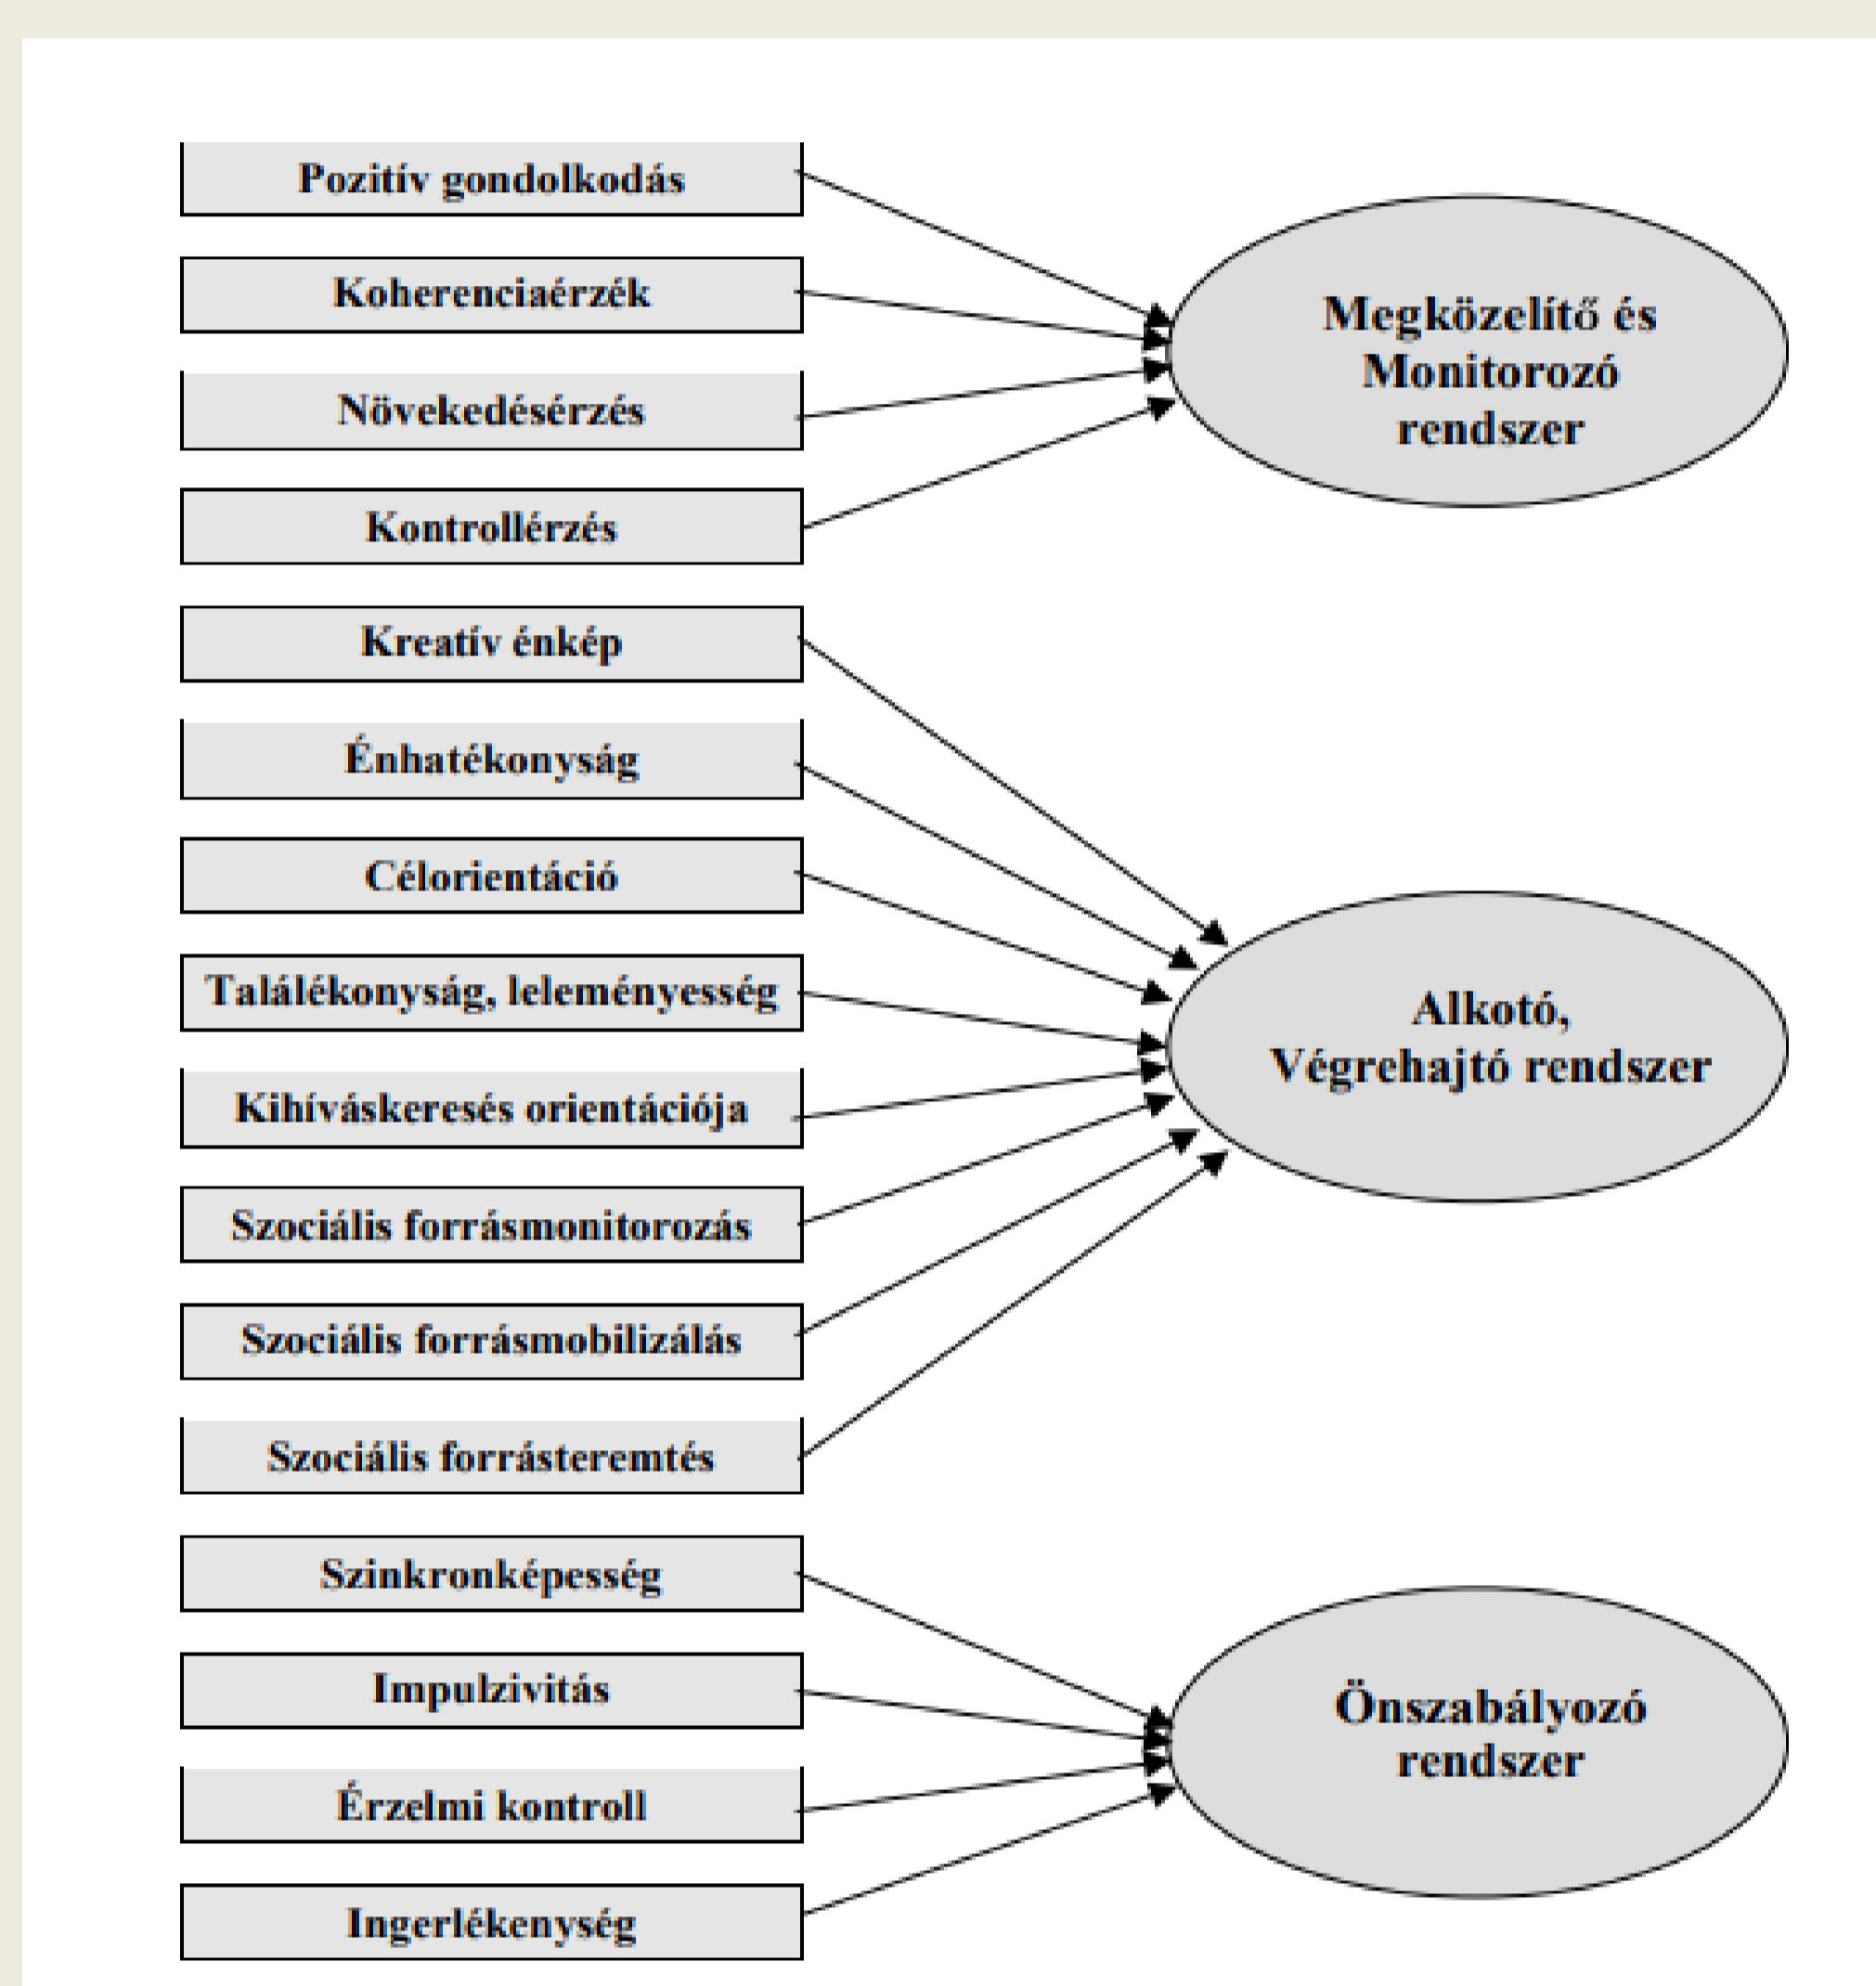 Pozitív gondolkodás
Koherenciaérzék
Növekedésérzés
Kontrollérzés
Kreatív énkép
Énhatékonyság
Célorientáció
Találékonyság, leleményesség
Kihíváskeresés orientációja
Szociális forrásmonitorozás
Szociális forrásmobilizálás
Szociális forrásteremtés
Szinkronképesség
Impulzivitás
Érzelmi kontroll
Ingerlékenység
Megközelítő és
Monitorozó
rendszer
Alkotó,
Végrehajtó rendszer
Önszabályozó
rendszer